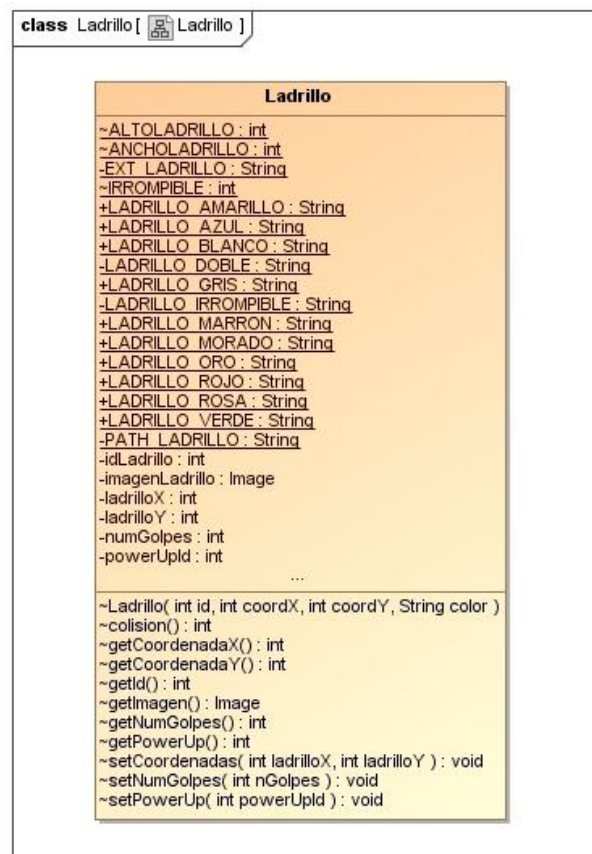 class Ladrillo [ Ladrillo ]
Ladrillo
~ALTOLADRILLO : int
~ANCHOLADRILLO : int
-EXT_LADRILLO : String
~IRROMPIBLE : int
+LADRILLO_AMARILLO : String
+LADRILLO_AZUL : String
+LADRILLO_BLANCO : String
-LADRILLO_DOBLE : String
+LADRILLO_GRIS : String
-LADRILLO_IRROMPIBLE : String
+LADRILLO_MARRON : String
+LADRILLO_MORADO : String
+LADRILLO_ORO : String
+LADRILLO_ROJO : String
+LADRILLO_ROSA : String
+LADRILLO_VERDE : String
-PATH_LADRILLO : String
-idLadrillo : int
-imagenLadrillo : Image
-ladrilloX : int
-ladrilloY : int
-numGolpes : int
-powerUpId : int
...
~Ladrillo( int id, int coordX, int coordY, String color )
~colision() : int
~getCoordenadaX() : int
~getCoordenadaY() : int
~getId() : int
~getImagen() : Image
~getNumGolpes() : int
~getPowerUp() : int
~setCoordenadas( int ladrilloX, int ladrilloY ) : void
~setNumGolpes( int nGolpes ) : void
~setPowerUp( int powerUpId ) : void